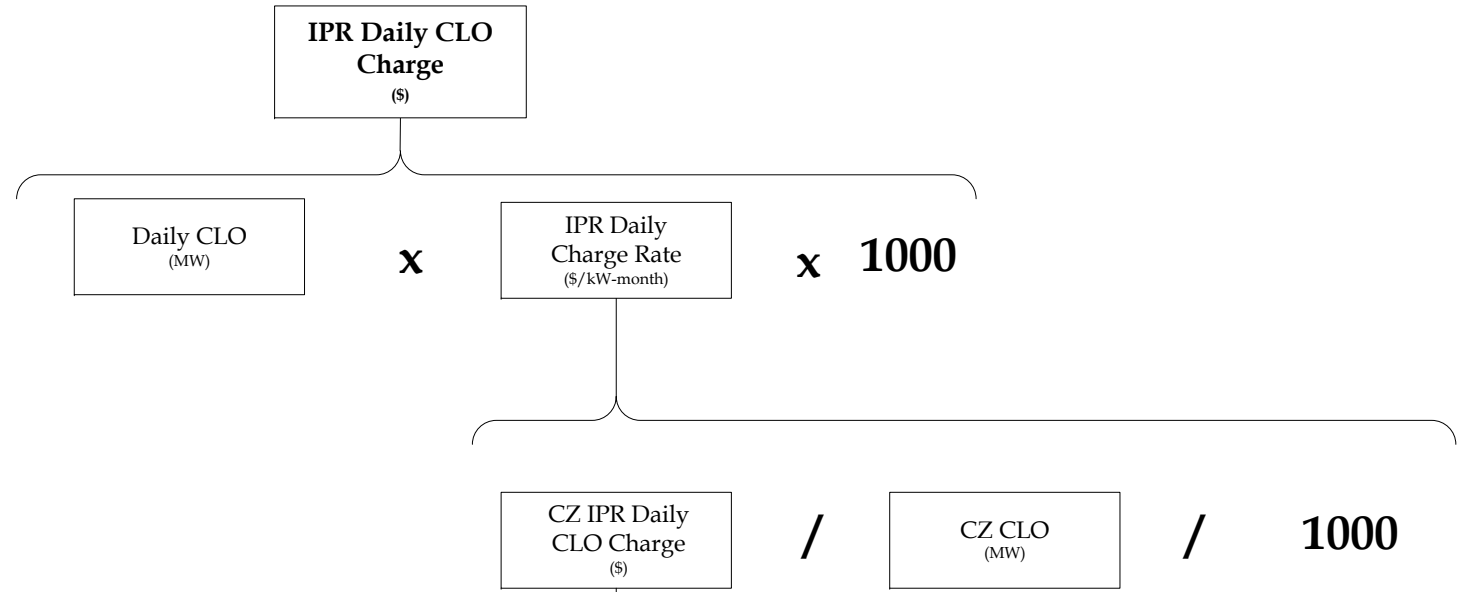 IPR Daily CLO
Charge
($)
Daily CLO
(MW)
x
IPR Daily
Charge Rate
($/kW-month)
x 1000
CZ IPR Daily
CLO Charge
($)
/
CZ CLO
(MW)
/
1000